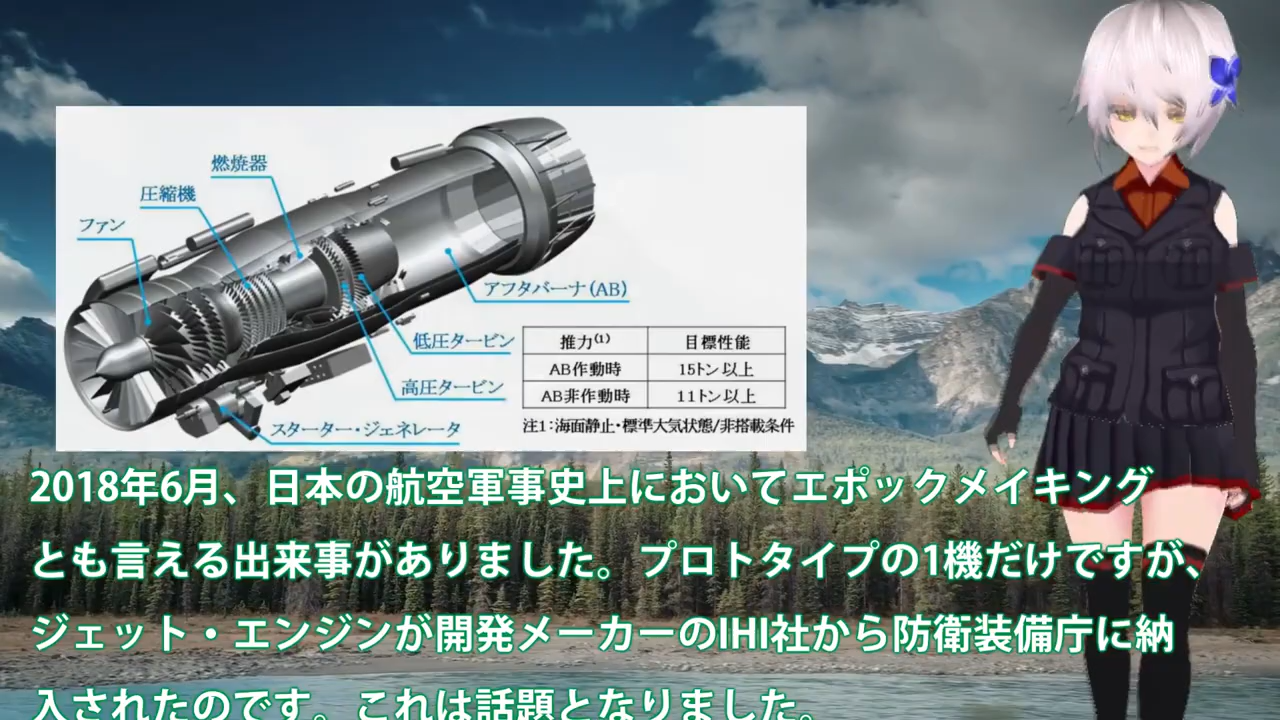 燃焼器
圧縮機
ファン
アフタバーナ(AB)
低圧タービン
高圧タービン
スターター・ジェネレータ
推力(1) 目標性能
AB作動時 15トン以上
AB非作動時 11トン以上
注1:海面静止・標準大気状態/非搭載条件
2018年6月、日本の航空軍事史上においてエポックメイキング
とも言える出来事がありました。プロトタイプの1機だけですが、
ジェット・エンジンが開発メーカーのIHI社から防衛装備庁に納
入されたのです。これは話題となりました。